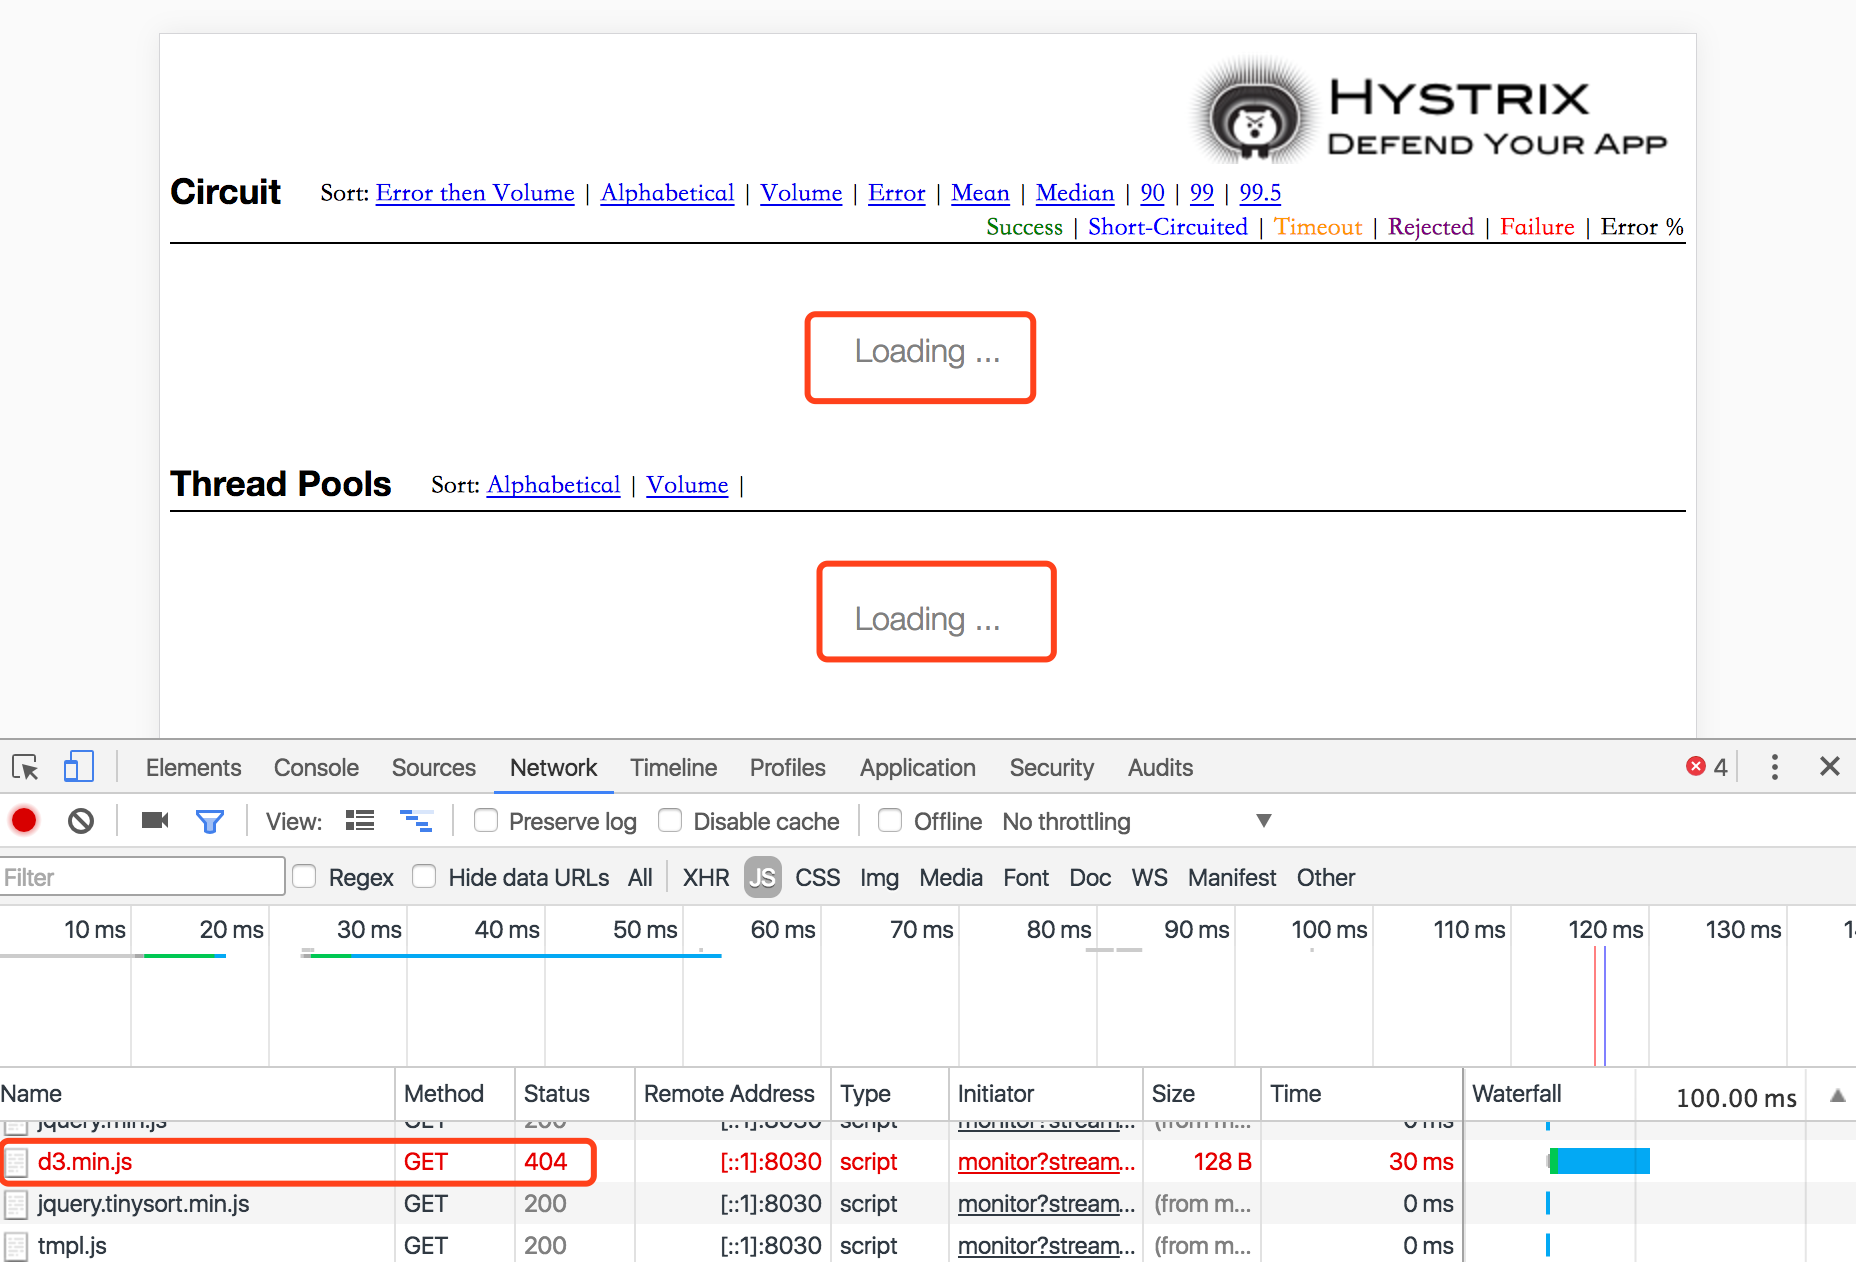 HYSTRIX
DEFEND YOUR APP
Circuit Sort: Error then Volume | Alphabetical | Volume | Error | Mean | Median | 90 | 99 | 99.5
Success | Short-Circuited | Timeout | Rejected | Failure | Error %
Loading ...
Thread Pools Sort: Alphabetical | Volume |
Loading ...
Elements Console Sources Network Timeline Profiles Application Security Audits 4
View: Preserve log Disable cache Offline No throttling
Filter Regex Hide data URLs All XHR JS CSS Img Media Font Doc WS Manifest Other
10 ms 20 ms 30 ms 40 ms 50 ms 60 ms 70 ms 80 ms 90 ms 100 ms 110 ms 120 ms 130 ms
Name Method Status Remote Address Type Initiator Size Time Waterfall 100.00 ms
jquery.min.js GET 200 [::1]:8030 script monitor?stream... (from m... 0 ms
d3.min.js GET 404 [::1]:8030 script monitor?stream... 128 B 30 ms
jquery.tinysort.min.js GET 200 [::1]:8030 script monitor?stream... (from m... 0 ms
tmpl.js GET 200 [::1]:8030 script monitor?stream... (from m... 0 ms